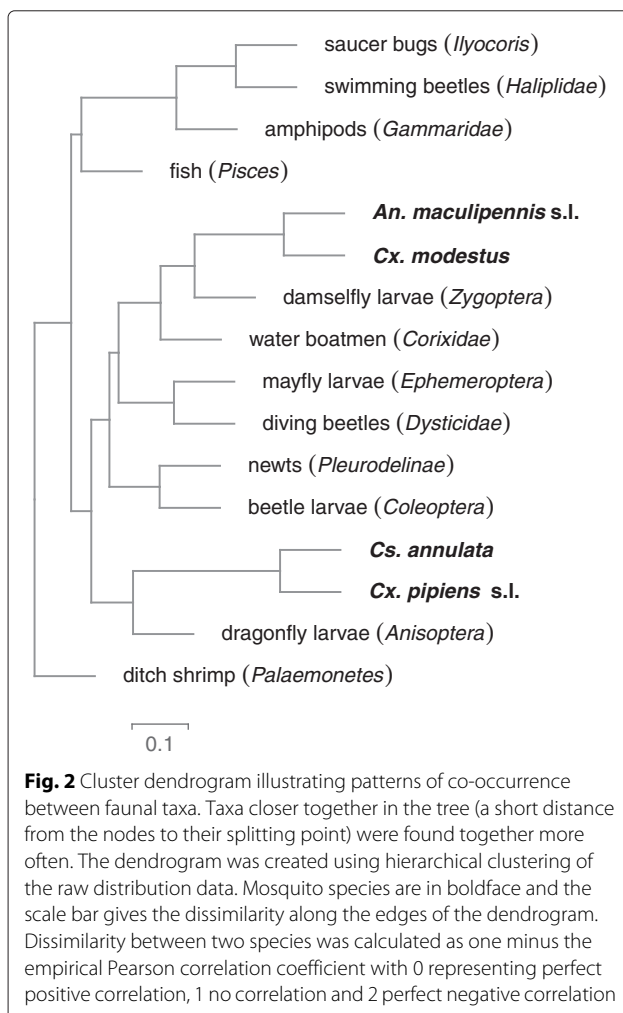 saucer bugs (Ilyocoris)
swimming beetles (Haliplidae)
amphipods (Gammaridae)
fish (Pisces)
An. maculipennis s.l.
Cx. modestus
damselfly larvae (Zygoptera)
water boatmen (Corixidae)
mayfly larvae (Ephemeroptera)
diving beetles (Dysticidae)
newts (Pleurodelinae)
beetle larvae (Coleoptera)
Cs. annulata
Cx. pipiens s.l.
dragonfly larvae (Anisoptera)
ditch shrimp (Palaemonetes)
0.1
Fig. 2 Cluster dendrogram illustrating patterns of co-occurrence
between faunal taxa. Taxa closer together in the tree (a short distance
from the nodes to their splitting point) were found together more
often. The dendrogram was created using hierarchical clustering of
the raw distribution data. Mosquito species are in boldface and the
scale bar gives the dissimilarity along the edges of the dendrogram.
Dissimilarity between two species was calculated as one minus the
empirical Pearson correlation coefficient with 0 representing perfect
positive correlation, 1 no correlation and 2 perfect negative correlation